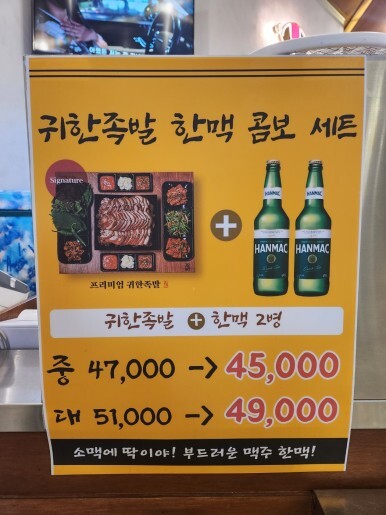 귀한족발 한맥 콤보 세트
Signature
HANMAC
HANMAC
프리미엄 귀한족발
귀한족발 + 한맥 2병
중 47,000 -> 45,000
대 51,000 -> 49,000
소맥에 딱이야! 부드러운 맥주 한맥!